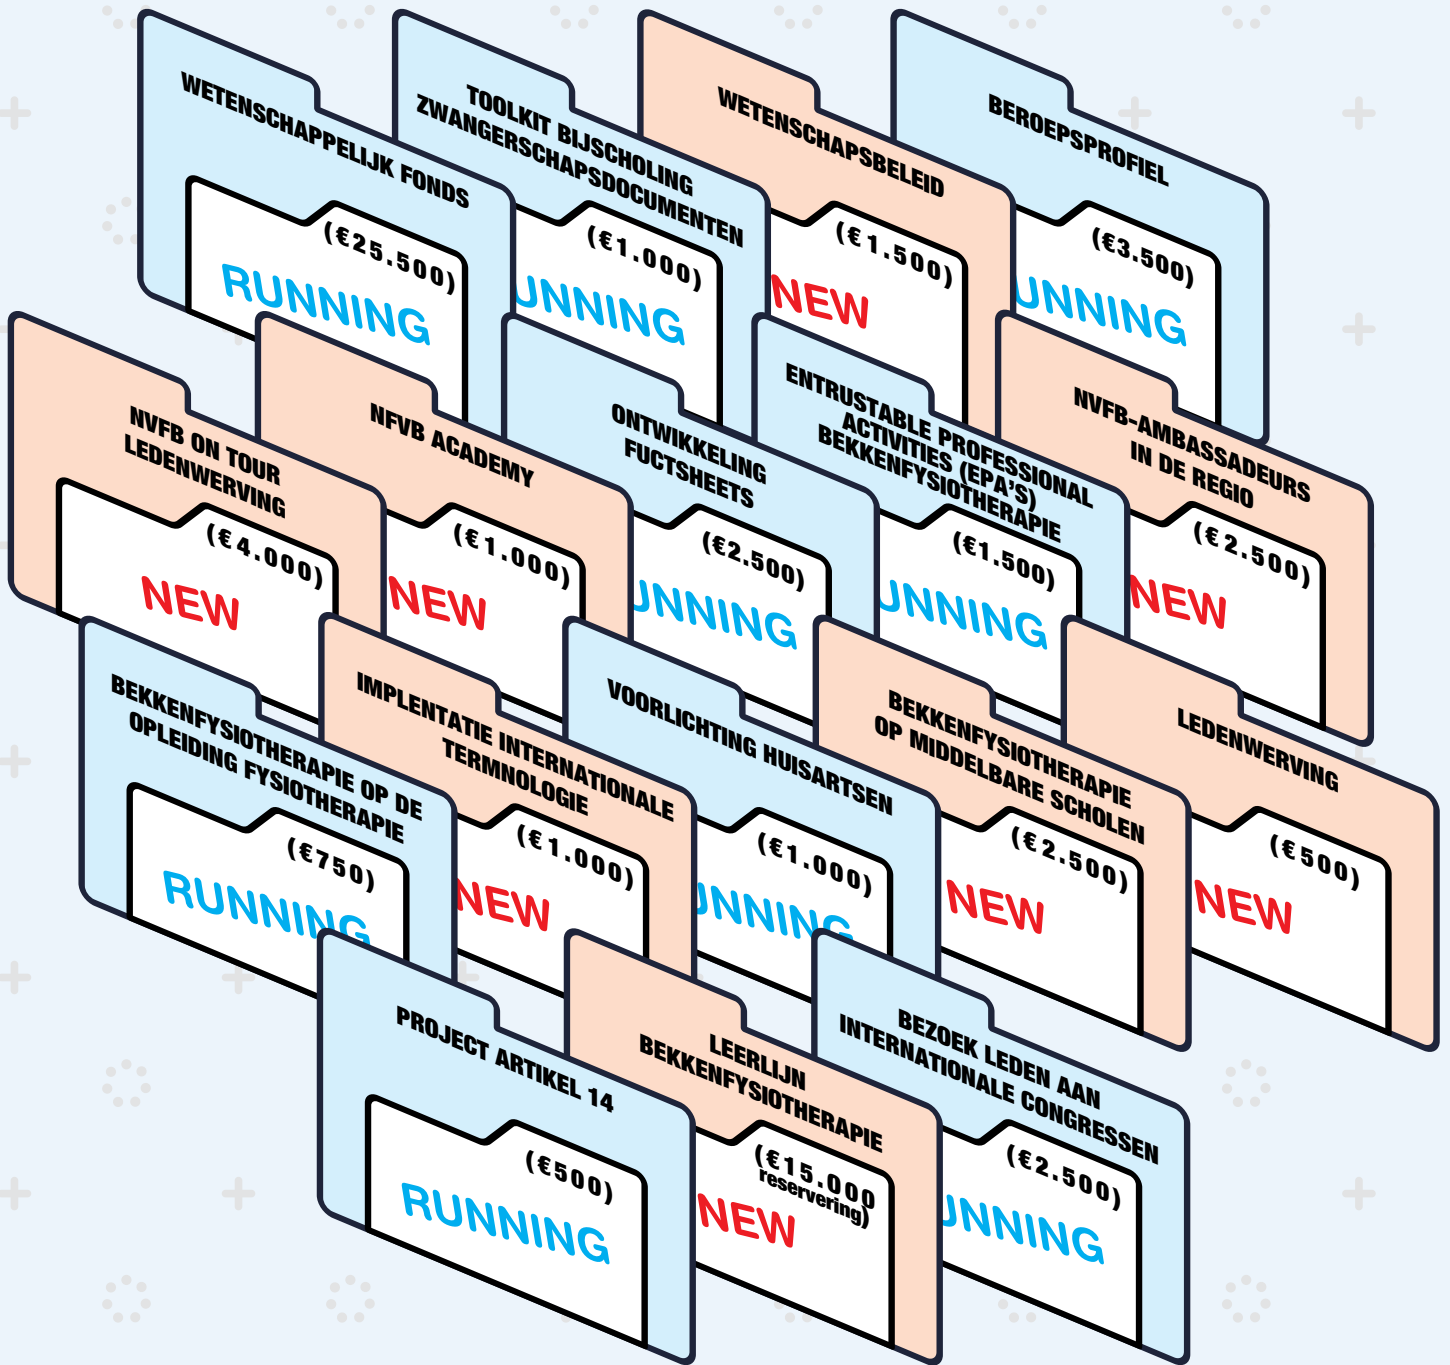 WETENSCHAPPELIJK FONDS
(€25.500)
RUNNING
TOOLKIT BIJSCHOLING
ZWANGERSCHAPSDOCUMENTEN
(€1.000)
UNNING
WETENSCHAPSBELEID
(€1.500)
NEW
BEROEPSPROFIEL
(€3.500)
UNNING
NVFB ON TOUR
LEDENWERVING
(€4.000)
NEW
NFVB ACADEMY
(€1.000)
NEW
ONTWIKKELING
FUCTSHEETS
(€2.500)
UNNING
ENTRUSTABLE PROFESSIONAL
ACTIVITIES (EPA'S)
BEKKENFYSIOTHERAPIE
(€1.500)
UNNING
NVFB-AMBASSADEURS
IN DE REGIO
(€2.500)
NEW
BEKKENFYSIOTHERAPIE OP DE
OPLEIDING FYSIOTHERAPIE
(€750)
RUNNING
IMPLENTATIE INTERNATIONALE
TERMNOLOGIE
(€1.000)
NEW
VOORLICHTING HUISARTSEN
(€1.000)
UNNING
BEKKENFYSIOTHERAPIE
OP MIDDELBARE SCHOLEN
(€2.500)
NEW
LEDENWERVING
(€500)
NEW
PROJECT ARTIKEL 14
(€500)
RUNNING
LEERLIJN
BEKKENFYSIOTHERAPIE
(€15.000
reservering)
NEW
BEZOEK LEDEN AAN
INTERNATIONALE CONGRESSEN
(€2.500)
UNNING